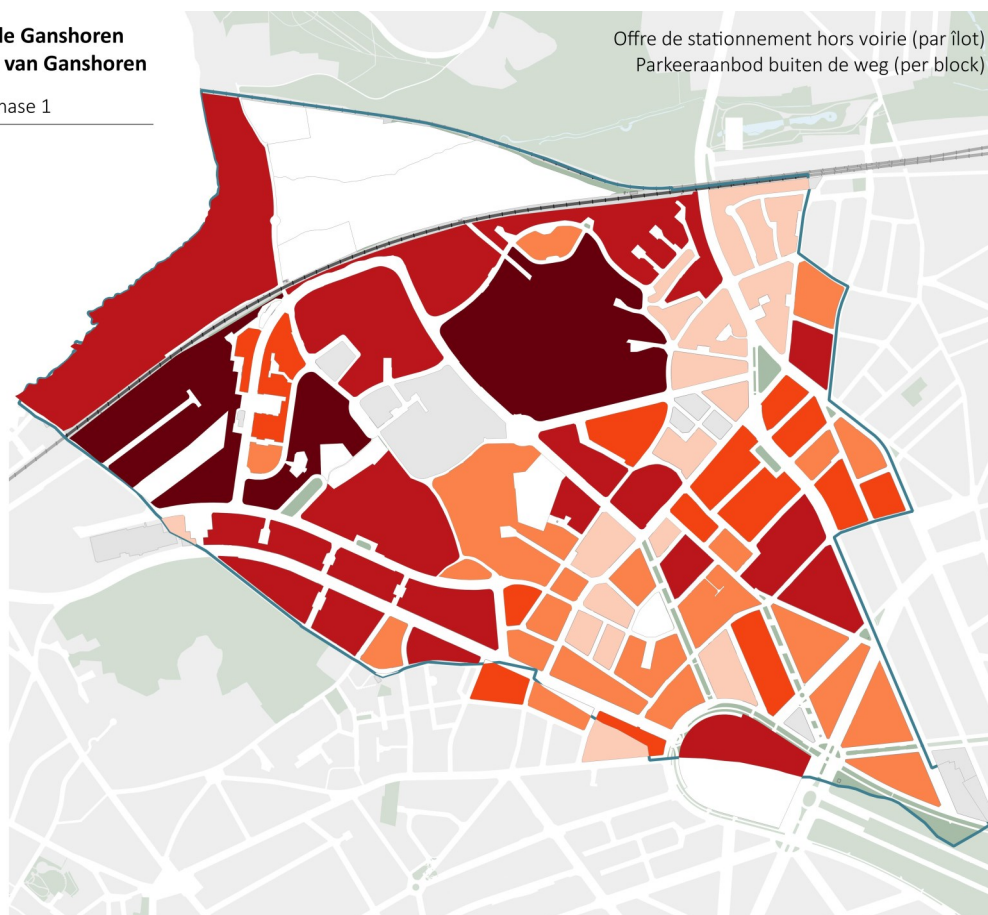 de Ganshoren
van Ganshoren
hase 1
Offre de stationnement hors voirie (par îlot)
Parkeeraanbod buiten de weg (per block)